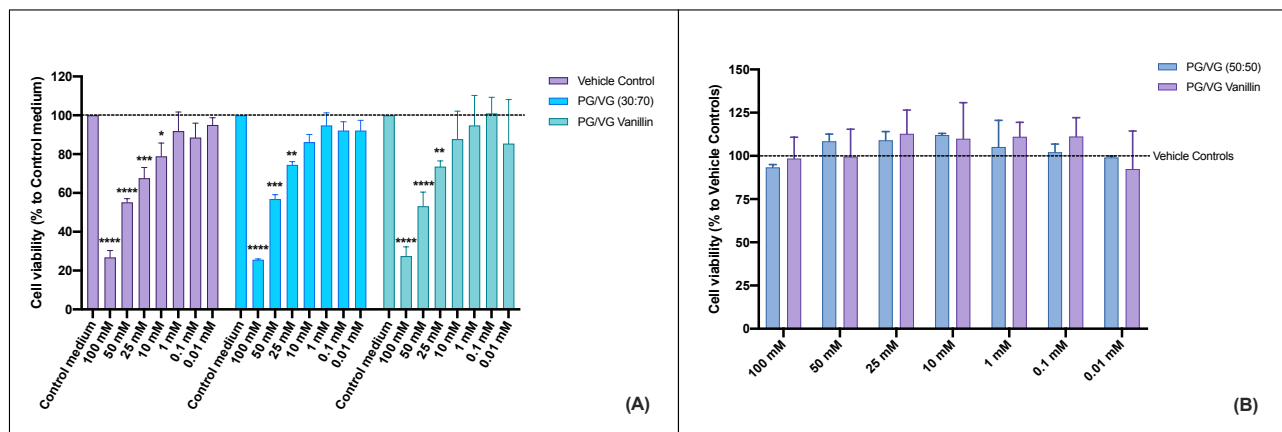 120
100
80
60
40
20
0
Cell viability (% to Control medium)
****
****
***
**
*
****
***
**
****
****
**
Control medium
100 mM
50 mM
25 mM
10 mM
1 mM
0.1 mM
0.01 mM
Control medium
100 mM
50 mM
25 mM
10 mM
1 mM
0.1 mM
0.01 mM
Control medium
100 mM
50 mM
25 mM
10 mM
1 mM
0.1 mM
0.01 mM
Vehicle Control
PG/VG (30:70)
PG/VG Vanillin
(A)
150
125
100
75
50
25
0
Cell viability (% to Vehicle Controls)
100 mM
50 mM
25 mM
10 mM
1 mM
0.1 mM
0.01 mM
PG/VG (50:50)
PG/VG Vanillin
Vehicle Controls
(B)